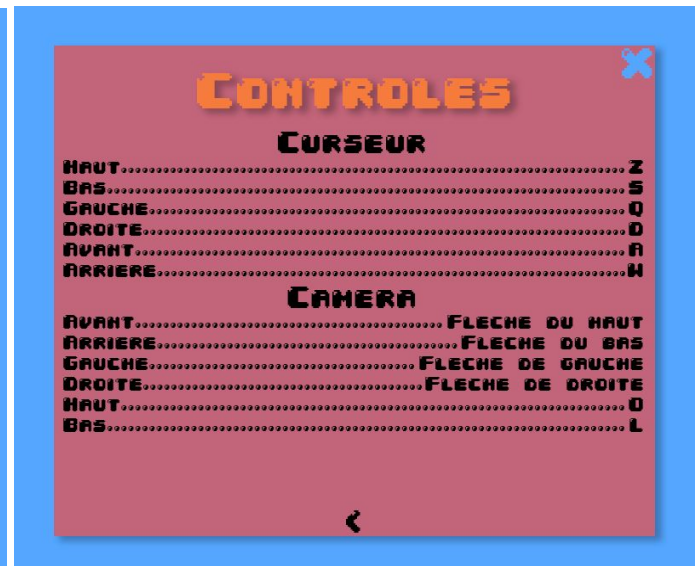 CONTROLES
CURSEUR
HAUT........................................................................Z
BAS..........................................................................S
GAUCHE....................................................................Q
DROITE.....................................................................D
AVANT......................................................................A
ARRIERE...................................................................W
CAMERA
AVANT............................................FLECHE DU HAUT
ARRIERE...........................................FLECHE DU BAS
GAUCHE......................................FLECHE DE GAUCHE
DROITE........................................FLECHE DE DROITE
HAUT........................................................................O
BAS..........................................................................L